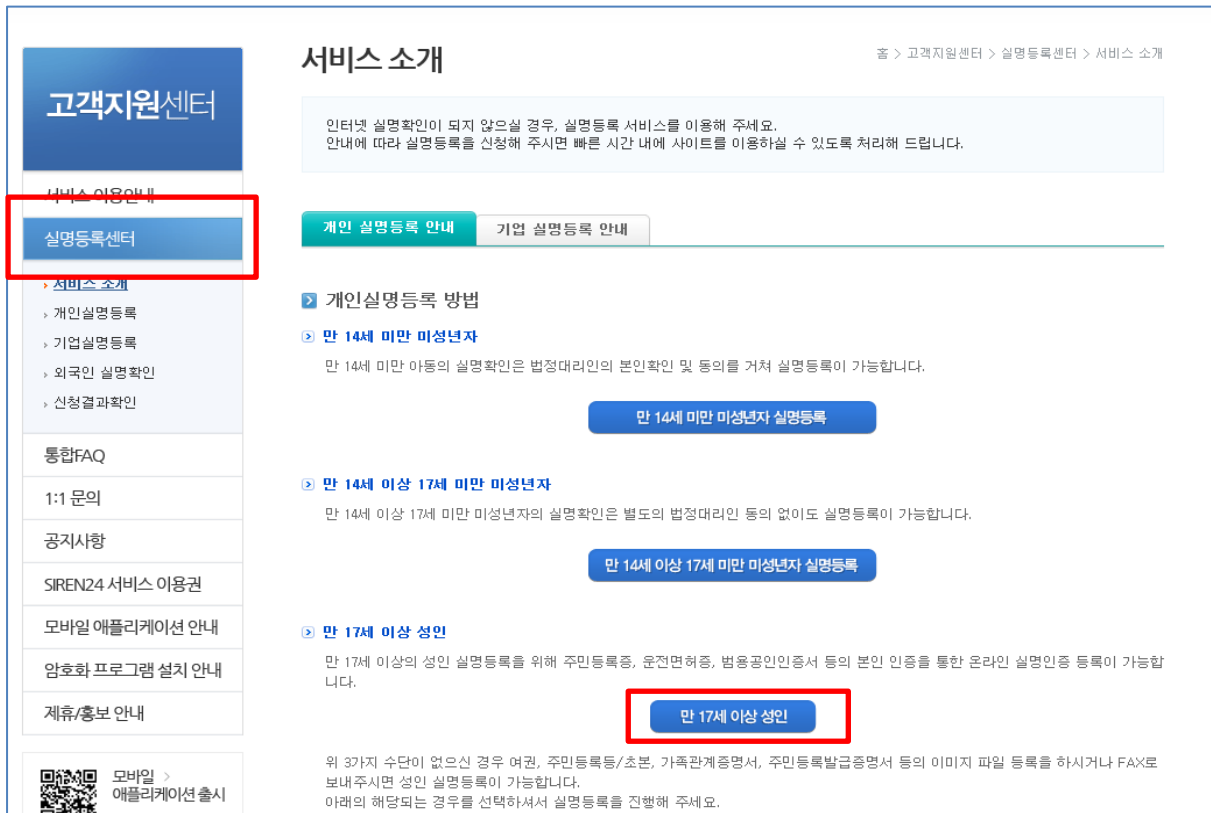 고객지원센터
서비스 이용안내
실명등록센터
서비스 소개
개인실명등록
기업실명등록
외국인 실명확인
신청결과확인
통합FAQ
1:1 문의
공지사항
SIREN24 서비스 이용권
모바일 애플리케이션 안내
암호화 프로그램 설치 안내
제휴/홍보 안내
모바일 >
애플리케이션 출시
서비스 소개
홈 > 고객지원센터 > 실명등록센터 > 서비스 소개
인터넷 실명확인이 되지 않으실 경우, 실명등록 서비스를 이용해 주세요.
안내에 따라 실명등록을 신청해 주시면 빠른 시간 내에 사이트를 이용하실 수 있도록 처리해 드립니다.
개인 실명등록 안내
기업 실명등록 안내
개인실명등록 방법
만 14세 미만 미성년자
만 14세 미만 아동의 실명확인은 법정대리인의 본인확인 및 동의를 거쳐 실명등록이 가능합니다.
만 14세 미만 미성년자 실명등록
만 14세 이상 17세 미만 미성년자
만 14세 이상 17세 미만 미성년자의 실명확인은 별도의 법정대리인 동의 없이도 실명등록이 가능합니다.
만 14세 이상 17세 미만 미성년자 실명등록
만 17세 이상 성인
만 17세 이상의 성인 실명등록을 위해 주민등록증, 운전면허증, 범용공인인증서 등의 본인 인증을 통한 온라인 실명인증 등록이 가능합
니다.
만 17세 이상 성인
위 3가지 수단이 없으신 경우 여권, 주민등록등/초본, 가족관계증명서, 주민등록발급증명서 등의 이미지 파일 등록을 하시거나 FAX로
보내주시면 성인 실명등록이 가능합니다.
아래의 해당되는 경우를 선택하셔서 실명등록을 진행해 주세요.